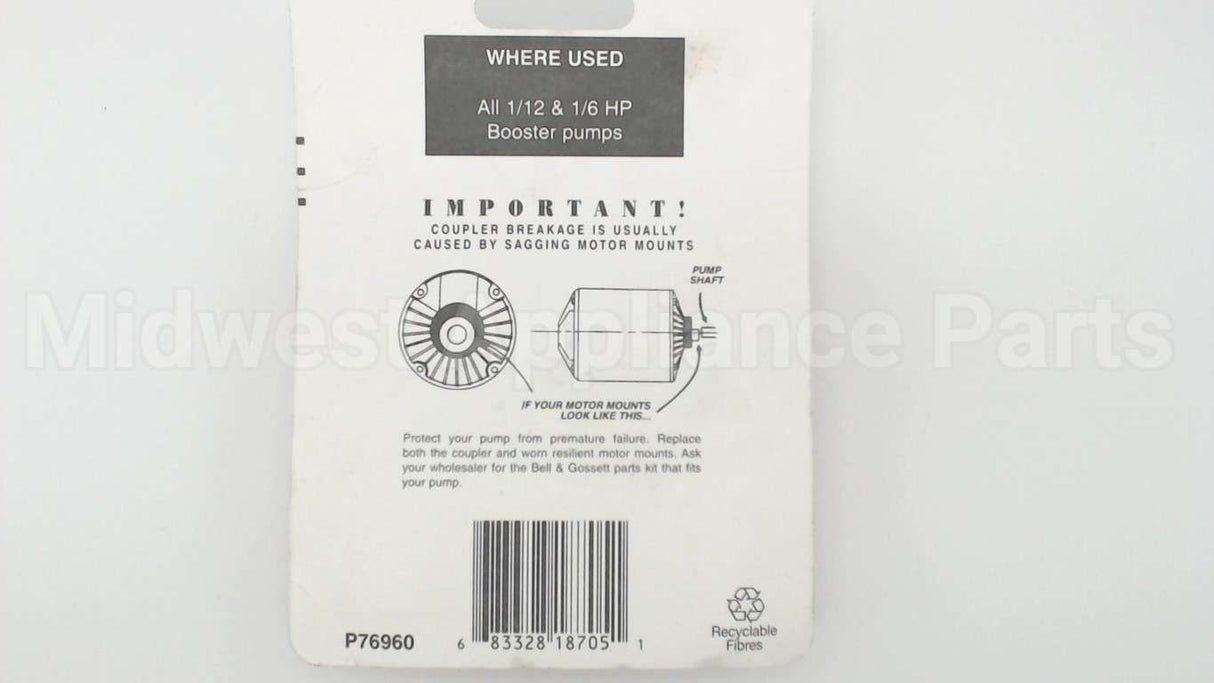 WHERE USED
All 1/12 & 1/6 HP
Booster pumps
IMPORTANT!
COUPLER BREAKAGE IS USUALLY
CAUSED BY SAGGING MOTOR MOUNTS
PUMP
SHAFT
Midwest Appliance Parts
IF YOUR MOTOR MOUNTS
LOOK LIKE THIS...
Protect your pump from premature failure. Replace
both the coupler and worn resilient motor mounts. Ask
your wholesaler for the Bell & Gossett parts kit that fits
your pump.
P76960
6 83328 18705 1
Recyclable
Fibres